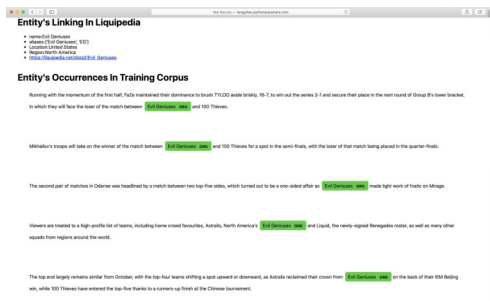 Not Secure — iesguillan.pythonanywhere.com
Entity's Linking In Liquipedia
name:Evil Geniuses
aliases:['Evil Geniuses', 'EG']
Location:United States
Region:North America
https://liquipedia.net/dota2/Evil_Geniuses
Entity's Occurrences In Training Corpus
Running with the momentum of the first half, FaZe maintained their dominance to brush TYLOO aside briskly, 16-7, to win out the series 2-1 and secure their place in the next round of Group B's lower bracket,
in which they will face the loser of the match between Evil Geniuses ORG and 100 Thieves.
Mikhailov's troops will take on the winner of the match between Evil Geniuses ORG and 100 Thieves for a spot in the semi-finals, with the loser of that match being placed in the quarter-finals.
The second pair of matches in Odense was headlined by a match between two top-five sides, which turned out to be a one-sided affair as Evil Geniuses ORG made light work of fnatic on Mirage.
Viewers are treated to a high-profile list of teams, including home crowd favourites, Astralis, North America's Evil Geniuses ORG and Liquid, the newly-signed Renegades roster, as well as many other
squads from regions around the world.
The top end largely remains similar from October, with the top-four teams shifting a spot upward or downward, as Astralis reclaimed their crown from Evil Geniuses ORG on the back of their IEM Beijing
win, while 100 Thieves have entered the top-five thanks to a runners-up finish at the Chinese tournament.